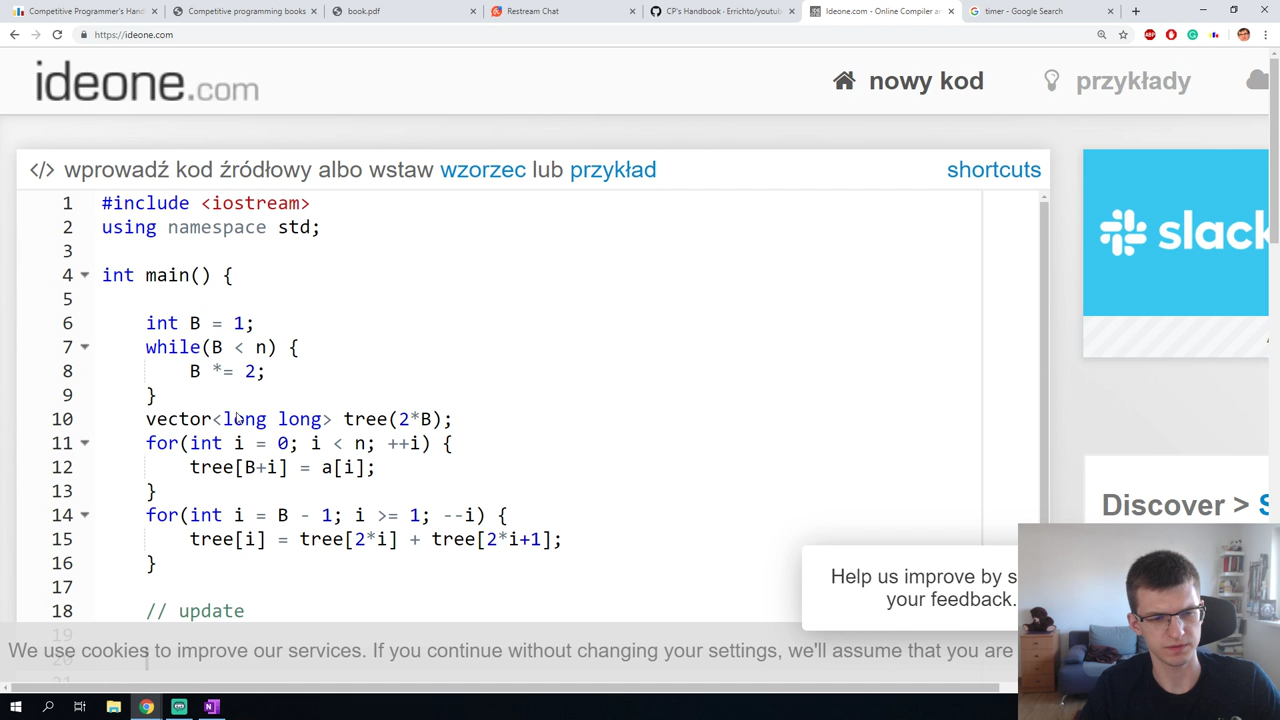 Competitive Programmer's Hand
Competitive programming books
book.pdf
Restream Chat
CP's Handbook · Errichto/youtub
Ideone.com - Online Compiler an
timer - Google Search
https://ideone.com
ideone.com
nowy kod
przykłady
</> wprowadź kod źródłowy albo wstaw wzorzec lub przykład
shortcuts
slack
1 #include <iostream>
2 using namespace std;
3
4 int main() {
5
6 int B = 1;
7 while(B < n) {
8 B *= 2;
9 }
10 vector<long long> tree(2*B);
11 for(int i = 0; i < n; ++i) {
12 tree[B+i] = a[i];
13 }
14 for(int i = B - 1; i >= 1; --i) {
15 tree[i] = tree[2*i] + tree[2*i+1];
16 }
17
18 // update
19
20
Discover > S
Help us improve by s
your feedback.
We use cookies to improve our services. If you continue without changing your settings, we'll assume that you are